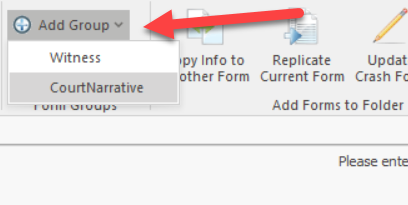 Add Group
Witness
CourtNarrative
Form Groups
py Info to
other Form
Replicate
Current Form
Updat
Crash Fo
Add Forms to Folder
Please ente